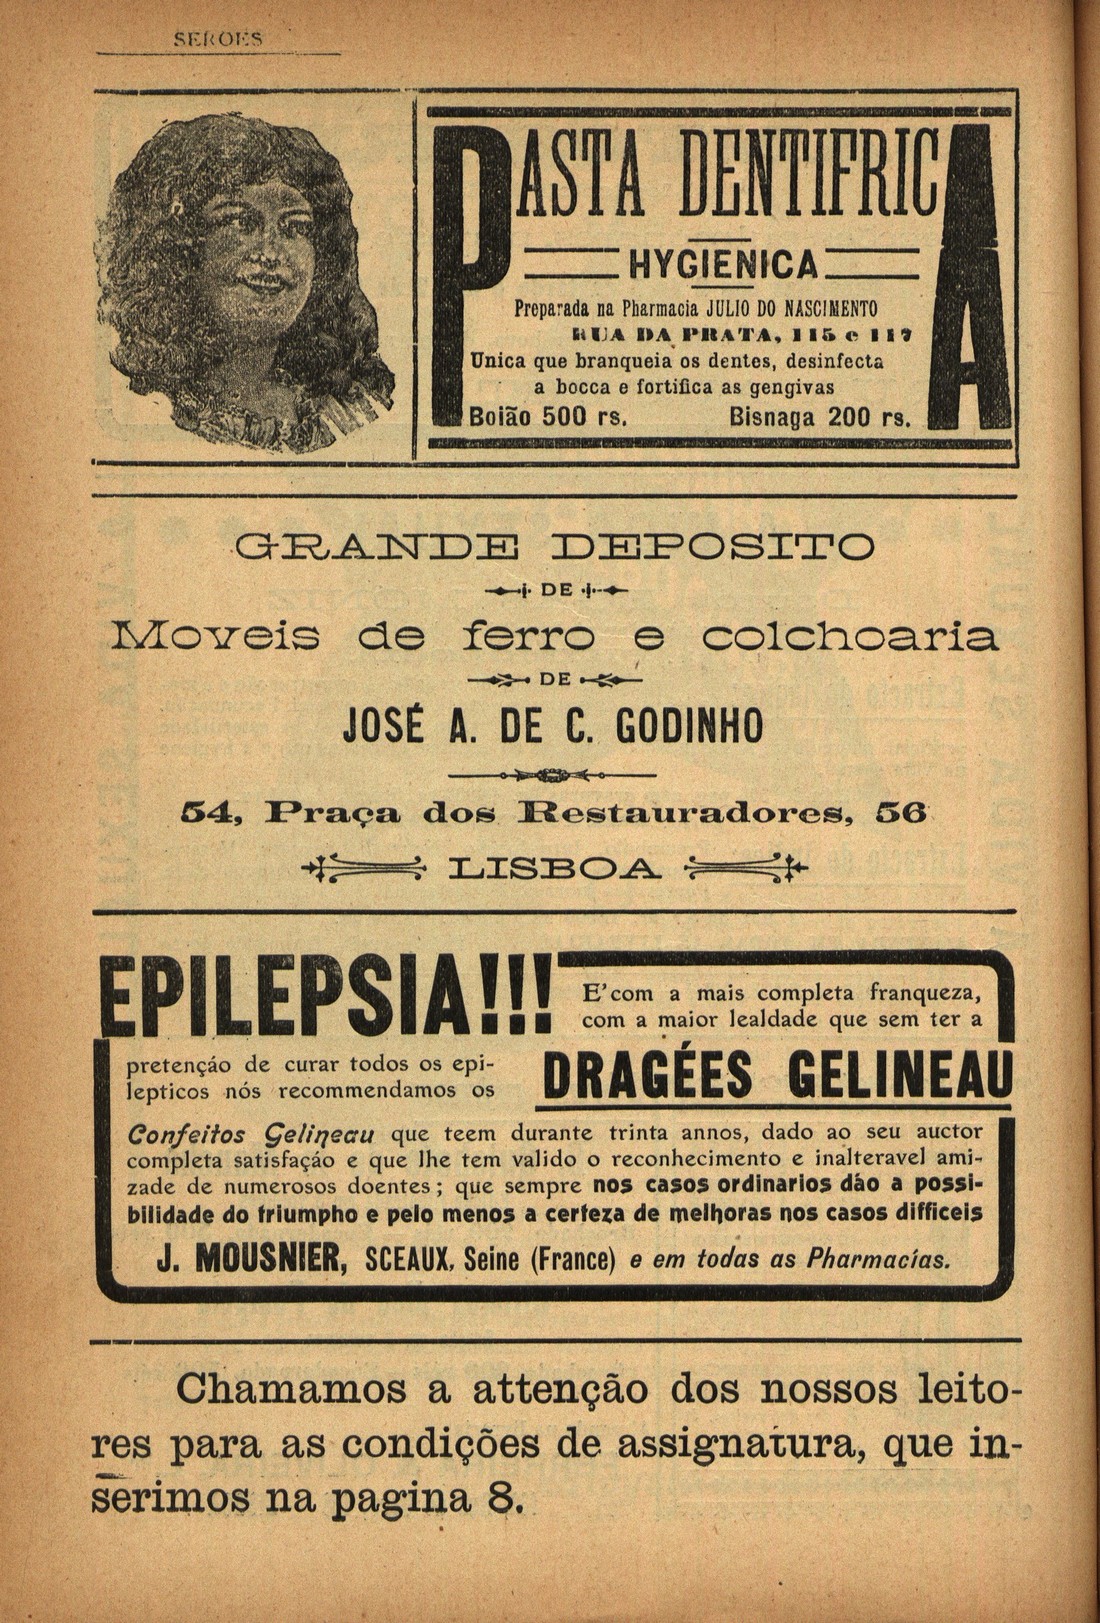 SERÕES
PASTA DENTIFRICA
HYGIENICA
Preparada na Pharmacia JULIO DO NASCIMENTO
RUA DA PRATA, 115 e 117
Unica que branqueia os dentes, desinfecta
a bocca e fortifica as gengivas
Boião 500 rs. Bisnaga 200 rs.
GRANDE DEPOSITO
DE
Moveis de ferro e colchoaria
DE
JOSÉ A. DE C. GODINHO
54, Praça dos Restauradores, 56
LISBOA
EPILEPSIA!!!
E' com a mais completa franqueza,
com a maior lealdade que sem ter a
pretenção de curar todos os epi-
lepticos nós recommendamos os
DRAGÉES GELINEAU
Confeitos Gelineau que teem durante trinta annos, dado ao seu auctor
completa satisfação e que lhe tem valido o reconhecimento e inalteravel ami-
zade de numerosos doentes; que sempre nos casos ordinarios dão a possi-
bilidade do triumpho e pelo menos a certeza de melhoras nos casos difficeis
J. MOUSNIER, SCEAUX, Seine (France) e em todas as Pharmacías.
Chamamos a attenção dos nossos leito-
res para as condições de assignatura, que in-
serimos na pagina 8.